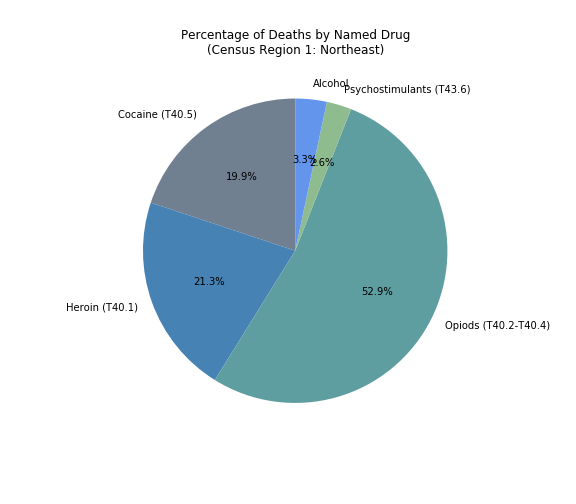 Percentage of Deaths by Named Drug
(Census Region 1: Northeast)
Alcohol
Psychostimulants (T43.6)
Cocaine (T40.5)
3.3%
2.6%
19.9%
21.3%
52.9%
Heroin (T40.1)
Opiods (T40.2-T40.4)